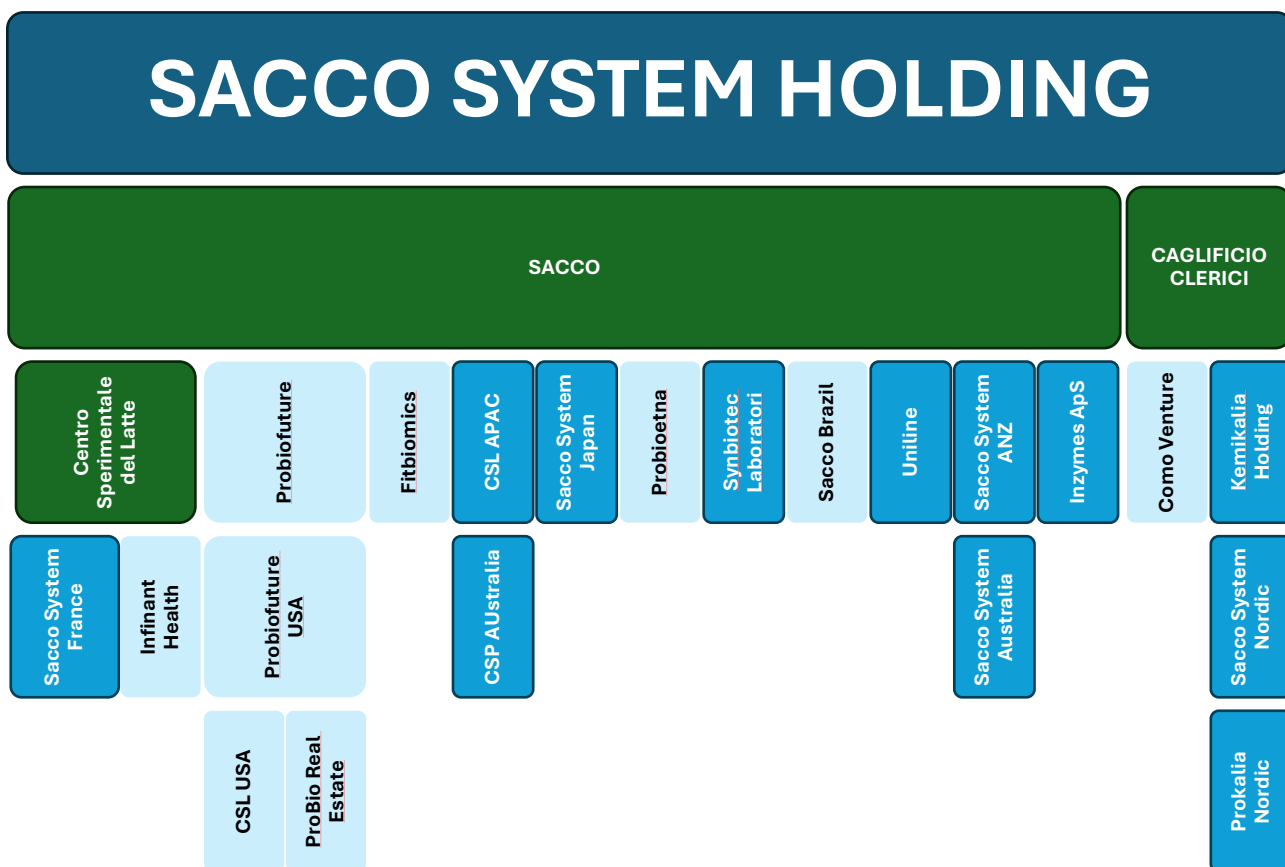 SACCO SYSTEM HOLDING
SACCO
CAGLIFICIO
CLERICI
Centro
Sperimentale
del Latte
Probiofuture
Fitbiomics
CSL APAC
Sacco System
Japan
Probioetna
Synbiotec
Laboratori
Sacco Brazil
Uniline
Sacco System
ANZ
Inzymes ApS
Como Venture
Kemikalia
Holding
Sacco System
France
Infinant
Health
Probiofuture
USA
CSP AUstralia
Sacco System
Australia
Sacco System
Nordic
CSL USA
ProBio Real
Estate
Prokalia
Nordic